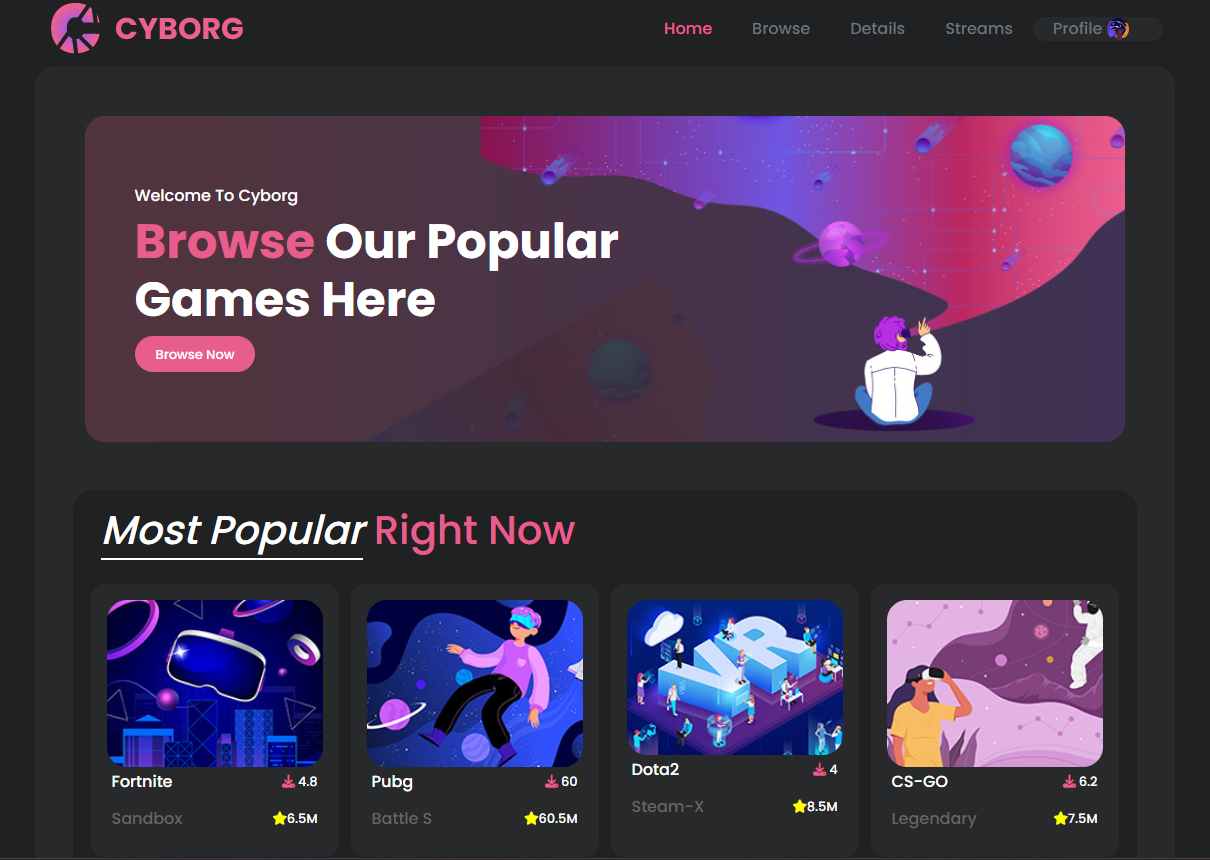 CYBORG
Home Browse Details Streams Profile
Welcome To Cyborg
Browse Our Popular
Games Here
Browse Now
Most Popular Right Now
VR
Fortnite 4.8
Sandbox 6.5M
Pubg 60
Battle S 60.5M
Dota2 4
Steam-X 8.5M
CS-GO 6.2
Legendary 7.5M